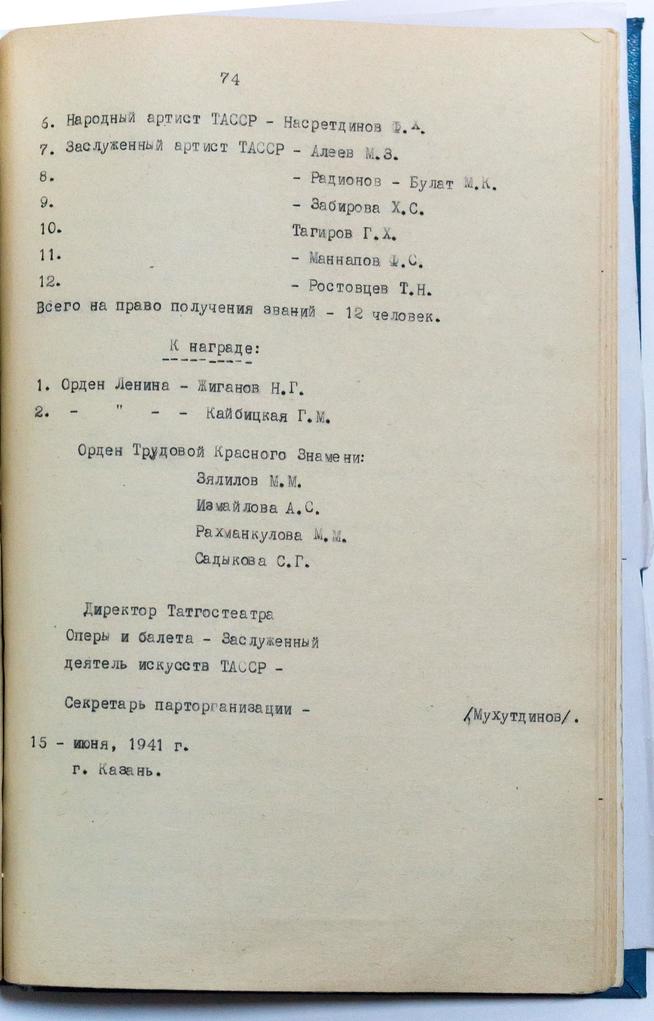 74
6. Народный артист ТАССР - Насретдинов Ф.Х.
7. Заслуженный артист ТАССР - Алеев М.З.
8. - Радионов - Булат М.К.
9. - Забирова Х.С.
10. Тагиров Г.Х.
11. - Маннапов Ф.С.
12. - Ростовцев Т.Н.
Всего на право получения званий - 12 человек.
К награде:
1. Орден Ленина - Жиганов Н.Г.
2. - " - - Кайбицкая Г.М.
Орден Трудовой Красного Знамени:
Зялилов М.М.
Измайлова А.С.
Рахманкулова М.М.
Садыкова С.Г.
Директор Татгостеатра
Оперы и балета - Заслуженный
деятель искусств ТАССР -
Секретарь парторганизации - /Мухутдинов/.
15 - июня, 1941 г.
г. Казань.